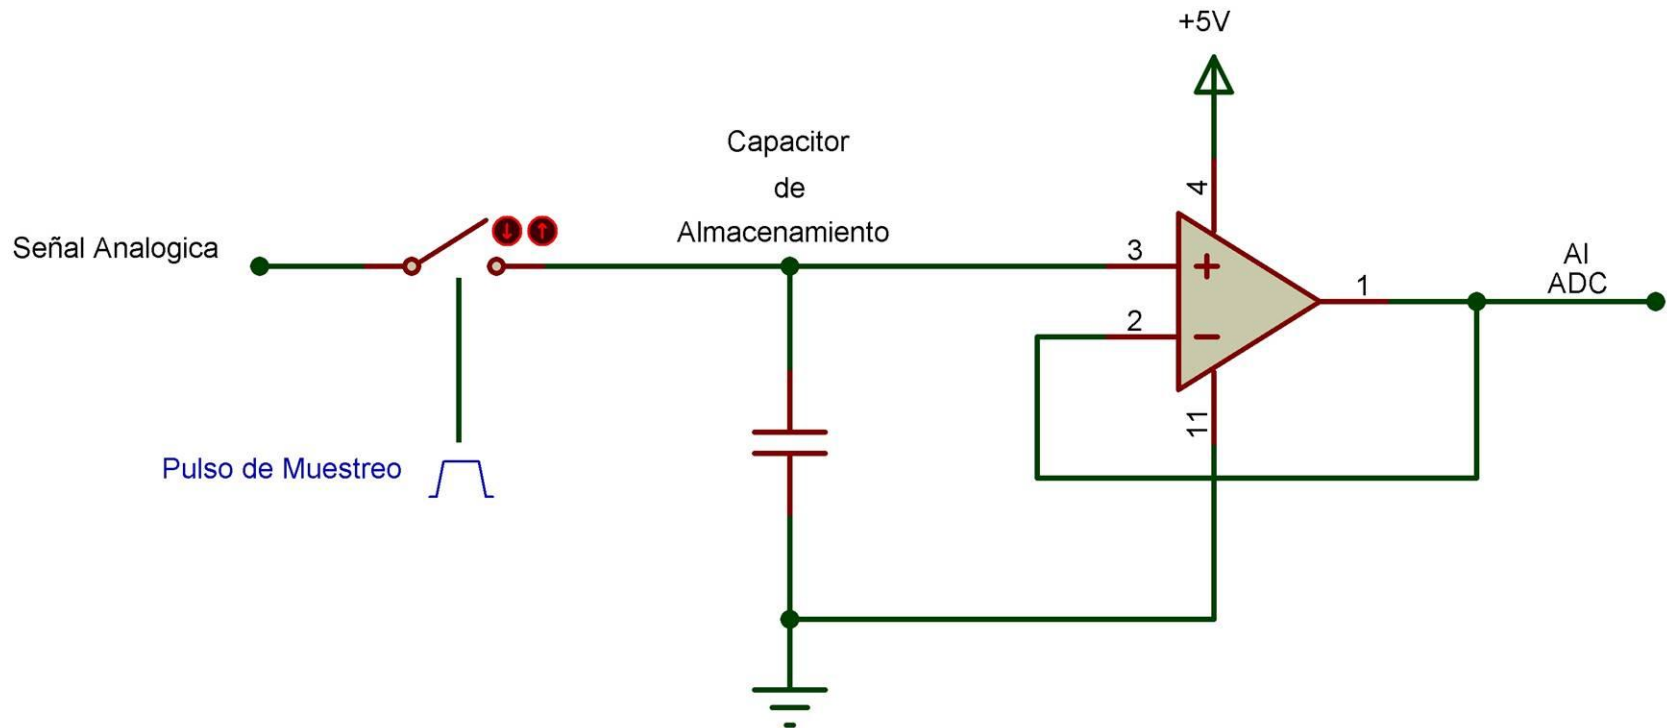 +5V
Capacitor
de
Almacenamiento
Señal Analogica
4
3
2
1
11
AI
ADC
Pulso de Muestreo